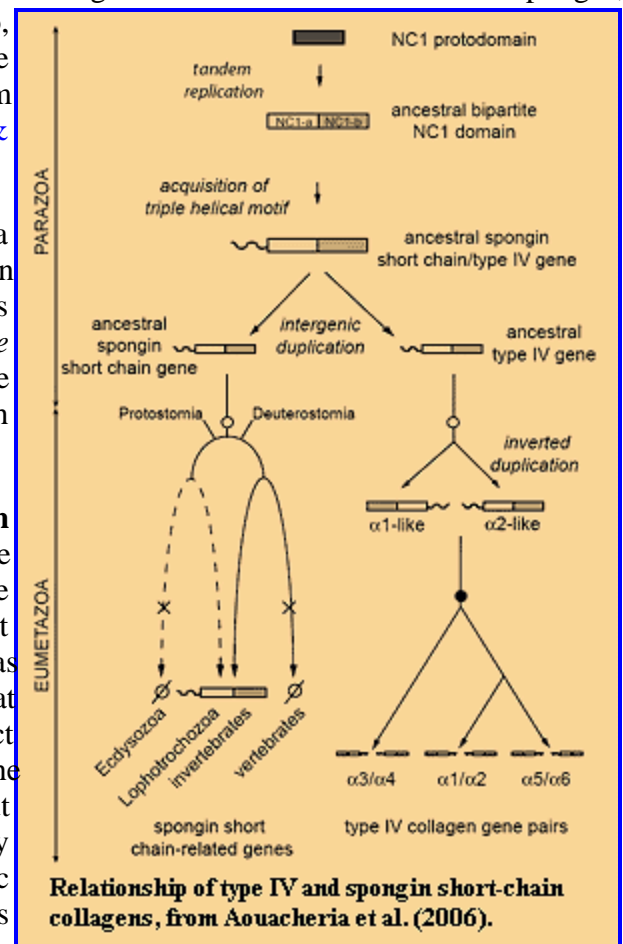 NC1 protodomain
tandem
replication
NC1-a NC1-b
ancestral bipartite
NC1 domain
acquisition of
triple helical motif
PARAZOA
ancestral spongin
short chain/type IV gene
ancestral
spongin
short chain gene
intergenic
duplication
ancestral
type IV gene
Protostomia
Deuterostomia
inverted
duplication
α1-like
α2-like
EUMETAZOA
Ecdysozoa
Lophotrochozoa
invertebrales
vertebrales
α3/α4
α1/α2
α5/α6
spongin short
chain-related genes
type IV collagen gene pairs
Relationship of type IV and spongin short-chain
collagens, from Aouacheria et al. (2006).